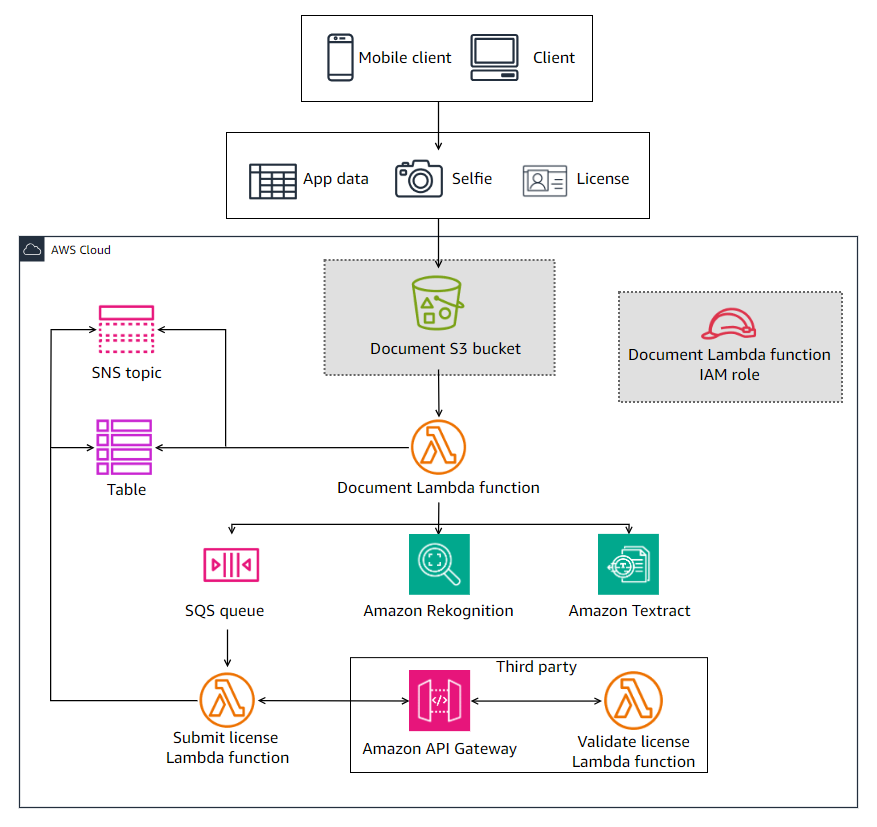 Mobile client
Client
App data
Selfie
License
AWS Cloud
Document S3 bucket
Document Lambda function
IAM role
SNS topic
Table
Document Lambda function
SQS queue
Amazon Rekognition
Amazon Textract
Third party
Submit license
Lambda function
Amazon API Gateway
Validate license
Lambda function